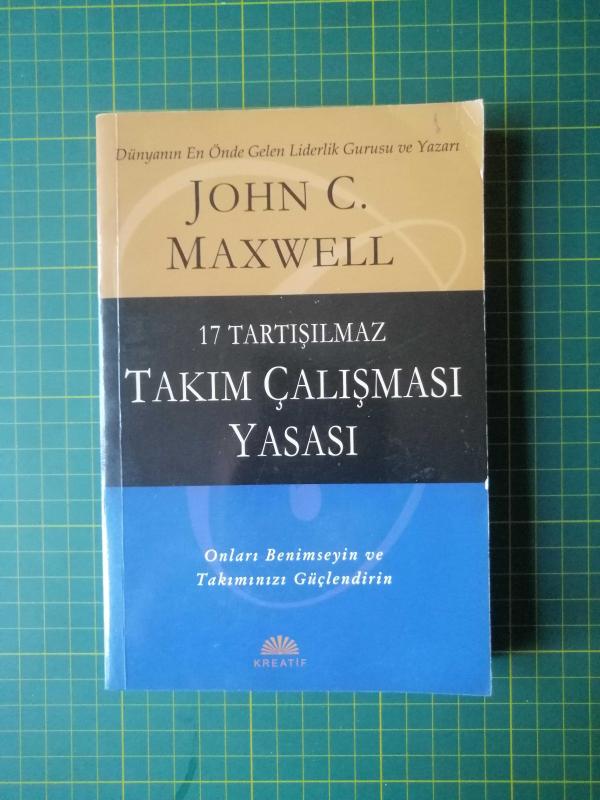 Dünyanın En Önde Gelen Liderlik Gurusu ve Yazarı
JOHN C.
MAXWELL
17 TARTIŞILMAZ
TAKIM ÇALIŞMASI
YASASI
Onları Benimseyin ve
Takımınızı Güçlendirin
KREATİF